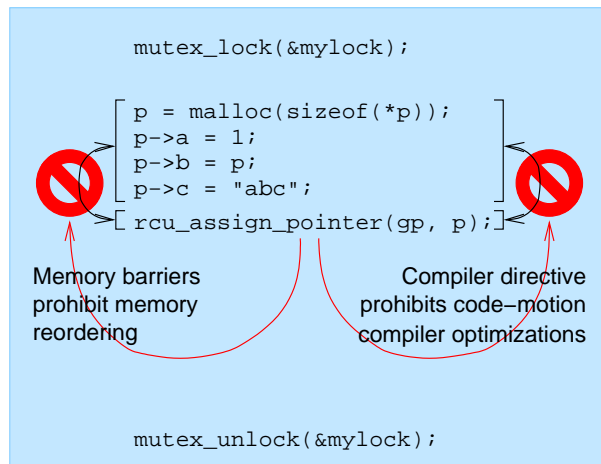 mutex_lock(&mylock);
p = malloc(sizeof(*p));
p->a = 1;
p->b = p;
p->c = "abc";
rcu_assign_pointer(gp, p);
Memory barriers
prohibit memory
reordering
Compiler directive
prohibits code-motion
compiler optimizations
mutex_unlock(&mylock);